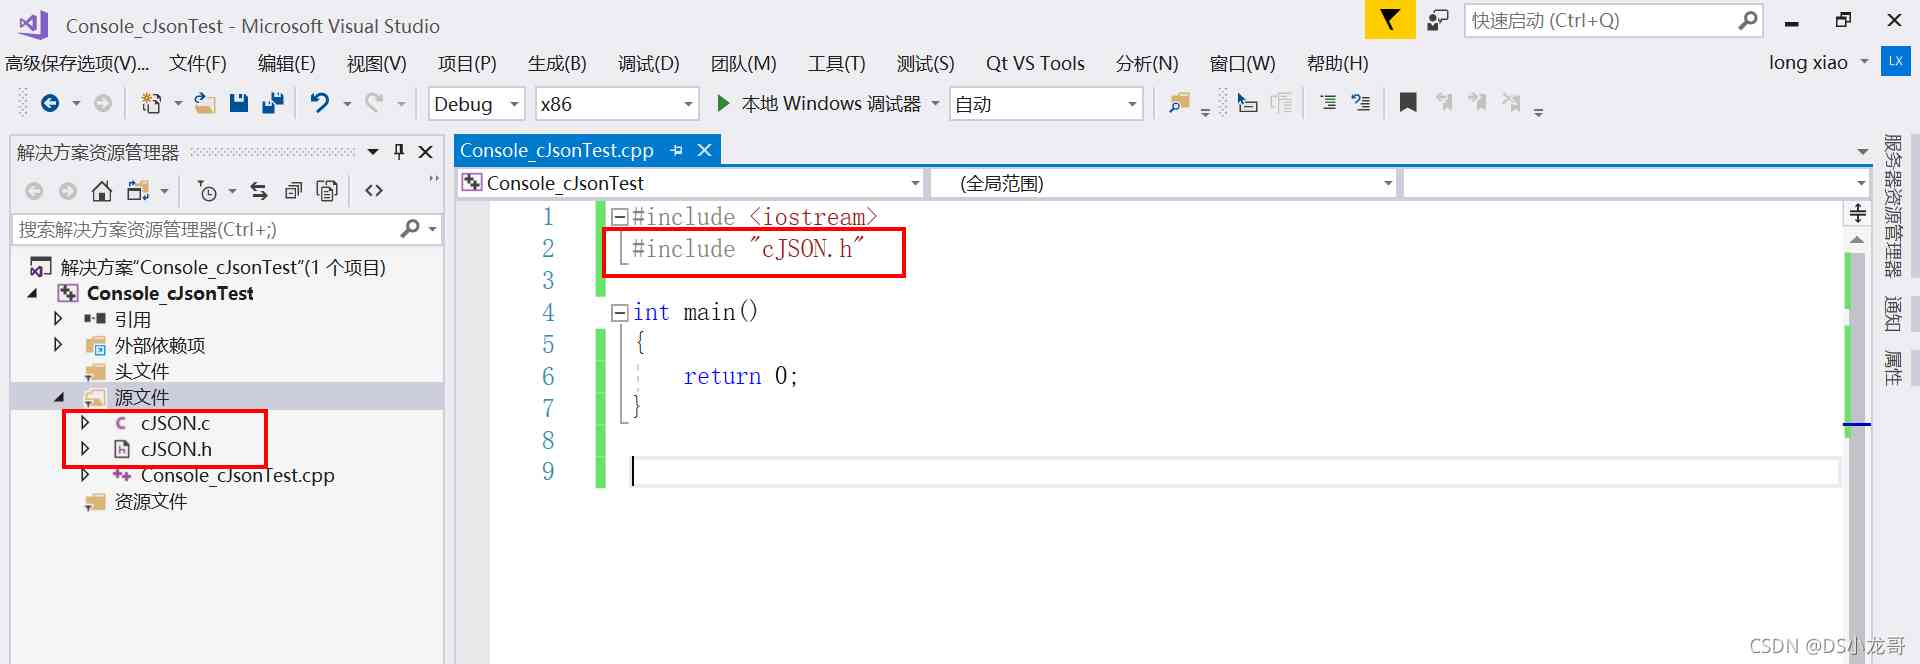 Console_cJsonTest - Microsoft Visual Studio
快速启动 (Ctrl+Q)
高级保存选项(V)... 文件(F) 编辑(E) 视图(V) 项目(P) 生成(B) 调试(D) 团队(M) 工具(T) 测试(S) Qt VS Tools 分析(N) 窗口(W) 帮助(H)
long xiao LX
Debug x86 本地 Windows 调试器 自动
解决方案资源管理器
搜索解决方案资源管理器(Ctrl+;)
解决方案"Console_cJsonTest"(1 个项目)
Console_cJsonTest
引用
外部依赖项
头文件
源文件
cJSON.c
cJSON.h
Console_cJsonTest.cpp
资源文件
Console_cJsonTest.cpp
Console_cJsonTest (全局范围)
1 #include <iostream>
2 #include "cJSON.h"
3
4 int main()
5 {
6 return 0;
7 }
8
9
服务器资源管理器
通知
属性
CSDN @DS小龙哥